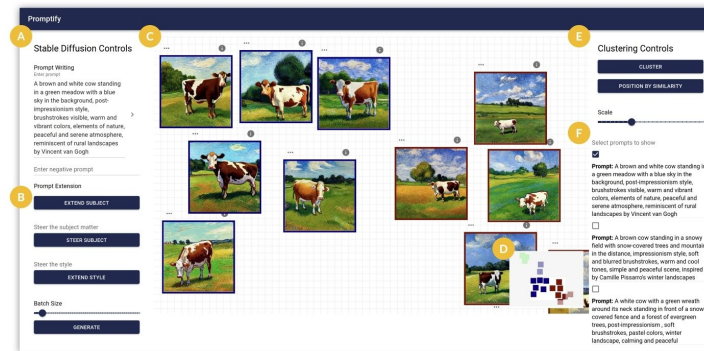 Promptify
A
Stable Diffusion Controls
Prompt Writing
Enter prompt
A brown and white cow standing
in a green meadow with a blue
sky in the background, post-
impressionism style,
brushstrokes visible, warm and
vibrant colors, elements of nature,
peaceful and serene atmosphere,
reminiscent of rural landscapes
by Vincent van Gogh
Enter negative prompt
Prompt Extension
B
EXTEND SUBJECT
Steer the subject matter
STEER SUBJECT
Steer the style
EXTEND STYLE
Batch Size
GENERATE
C
D
E
Clustering Controls
CLUSTER
POSITION BY SIMILARITY
Scale
F
Select prompts to show
Prompt: A brown and white cow standing in
a green meadow with a blue sky in the
background, post-impressionism style,
brushstrokes visible, warm and vibrant
colors, elements of nature, peaceful and
serene atmosphere, reminiscent of rural
landscapes by Vincent van Gogh
Prompt: A brown cow standing in a snowy
field with snow-covered trees and mountain
in the distance, impressionism style, soft
and blurred brushstrokes, warm and cool
tones, simple and peaceful scene, inspired
by Camille Pissarro's winter landscapes
Prompt: A white cow with a green wreath
around its neck standing in front of a snow
covered fence and a forest of evergreen
trees, post-impressionism , soft
brushstrokes, pastel colors, winter
landscape, calming and peaceful